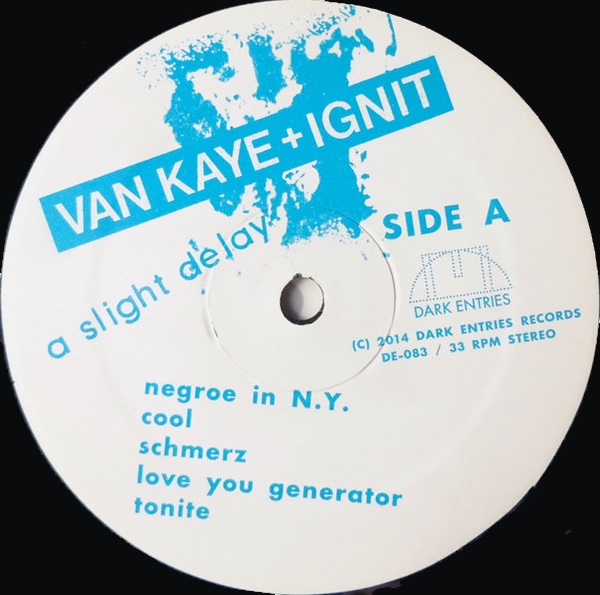 VAN KAYE + IGNIT
a slight delay
SIDE A
DARK ENTRIES
(C) 2014 DARK ENTRIES RECORDS
DE-083 / 33 RPM STEREO
negroe in N.Y.
cool
schmerz
love you generator
tonite